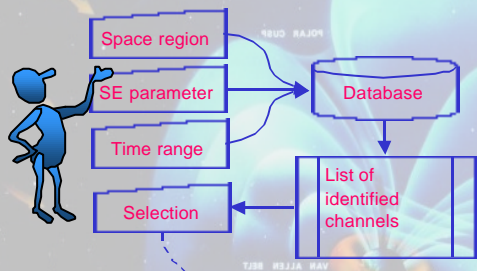 Space region
POLAR CUSP
SE parameter
Database
Time range
List of
identified
channels
Selection
VAN ALLEN BELT